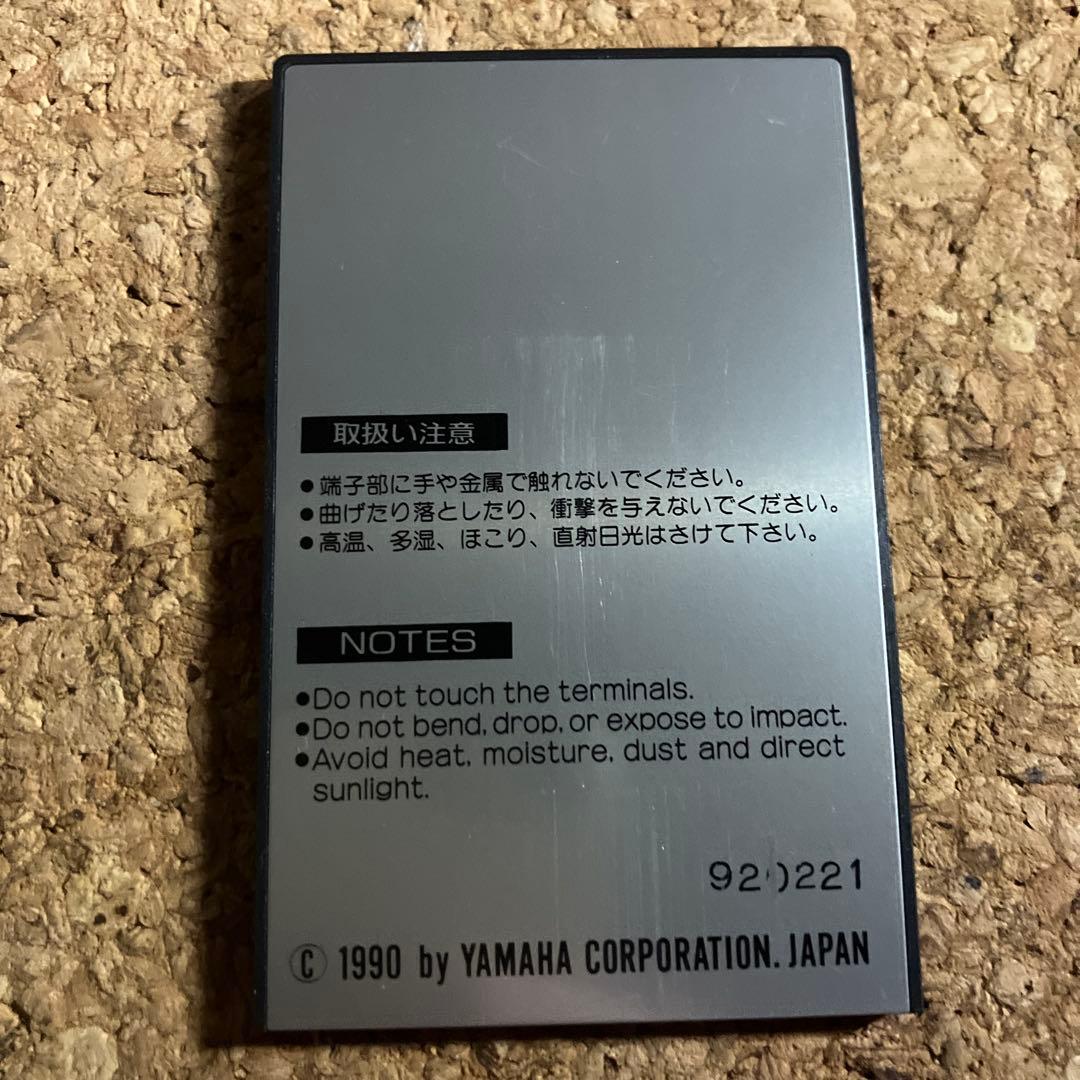 取扱い注意
●端子部に手や金属で触れないでください。
●曲げたり落としたり、衝撃を与えないでください。
●高温、多湿、ほこり、直射日光はさけて下さい。
NOTES
●Do not touch the terminals.
●Do not bend, drop, or expose to impact.
●Avoid heat, moisture, dust and direct
sunlight.
920221
© 1990 by YAMAHA CORPORATION. JAPAN